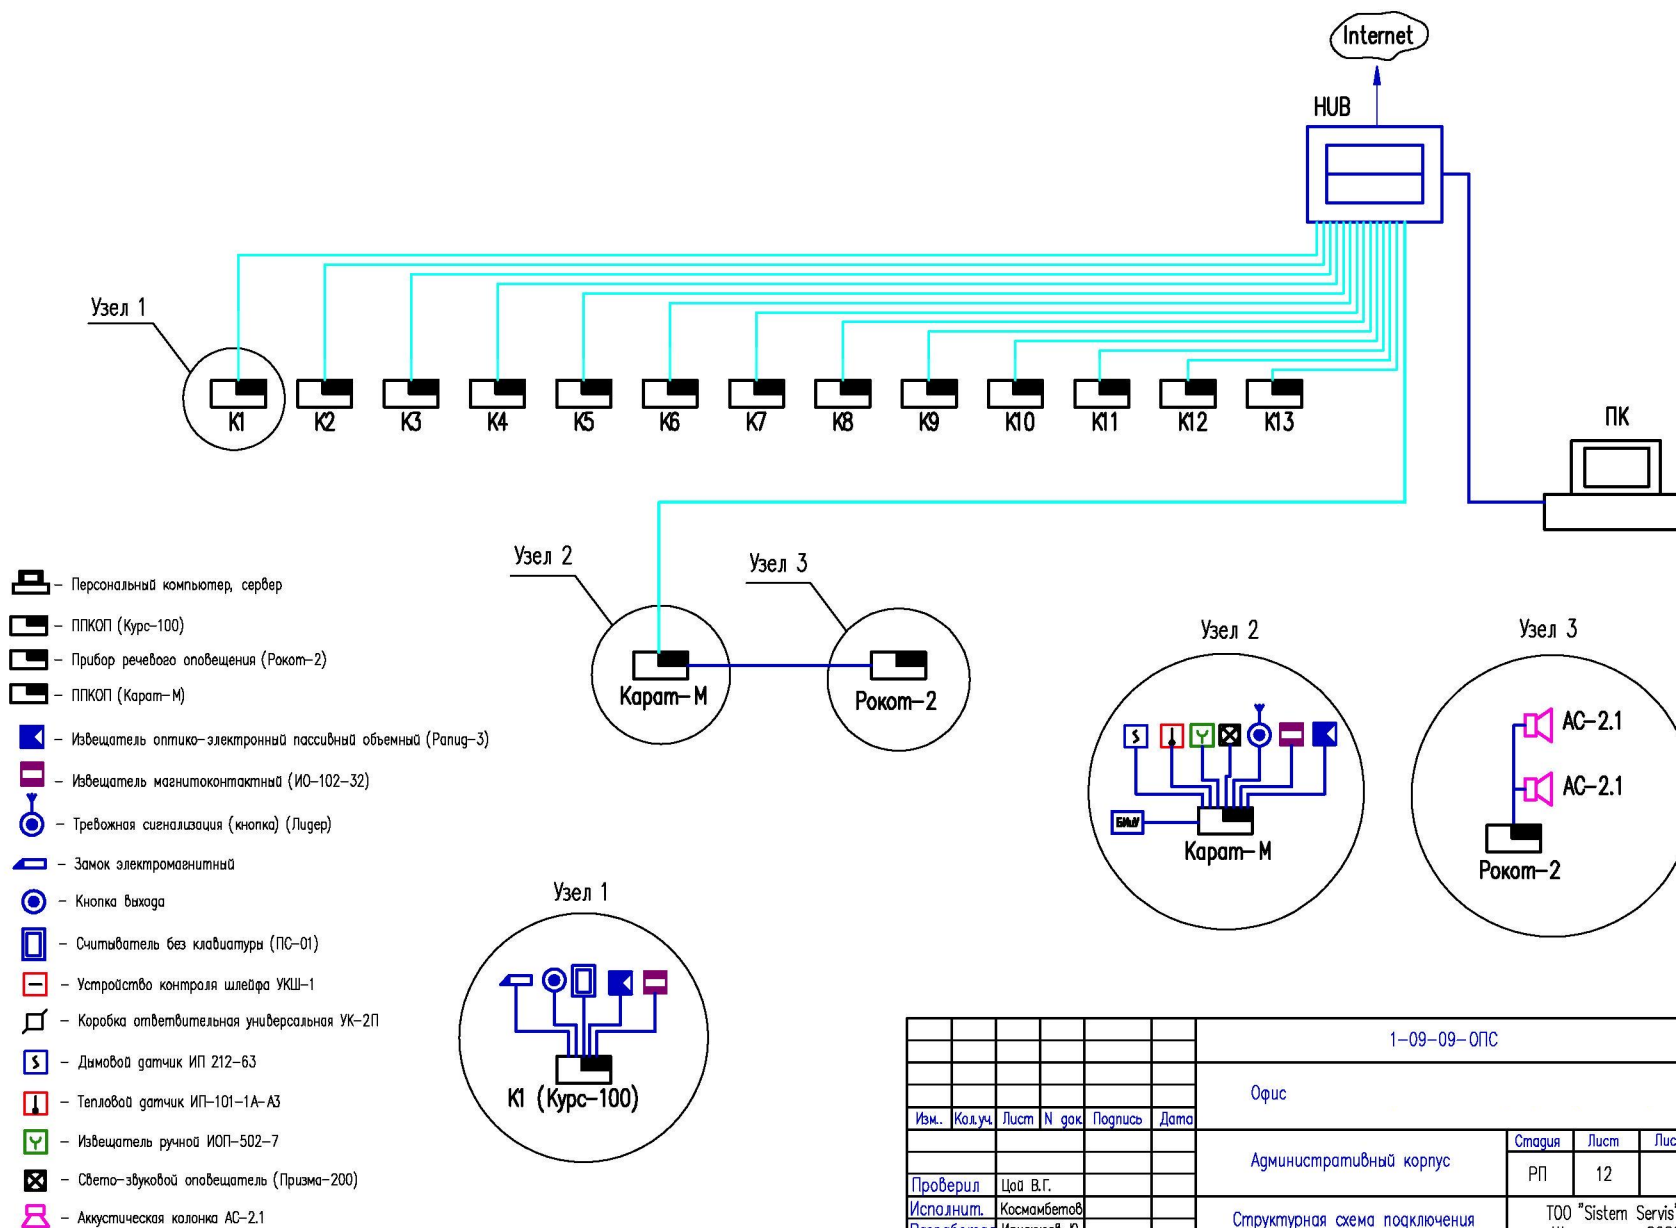 Internet
HUB
Узел 1
K1
K2
K3
K4
K5
K6
K7
K8
K9
K10
K11
K12
K13
ПК
Узел 2
Узел 3
Карат-М
Рокот-2
– Персональный компьютер, сервер
– ППКОП (Курс-100)
– Прибор речевого оповещения (Рокот-2)
– ППКОП (Карат-М)
– Извещатель оптико-электронный пассивный объемный (Рапид-3)
– Извещатель магнитоконтактный (ИО-102-32)
– Тревожная сигнализация (кнопка) (Лидер)
– Замок электромагнитный
– Кнопка выхода
– Считыватель без клавиатуры (ПС-01)
– Устройство контроля шлейфа УКШ-1
– Коробка ответвительная универсальная УК-2П
– Дымовой датчик ИП 212-63
– Тепловой датчик ИП-101-1А-А3
– Извещатель ручной ИОП-502-7
– Свето-звуковой оповещатель (Призма-200)
– Аккустическая колонка АС-2.1
Узел 1
К1 (Курс-100)
Узел 2
БИиУ
Карат-М
Узел 3
АС-2.1
АС-2.1
Рокот-2
1-09-09-ОПС
Офис
Изм.. Кол.уч. Лист N док Подпись Дата
Административный корпус
Стадия Лист
РП 12
Проверил Цой В.Г.
Исполнит. Космамбетов
Структурная схема подключения
ТОО "Sistem Servis